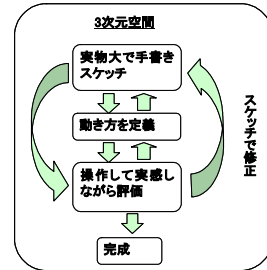 3次元空間
実物大で手書き
スケッチ
動き方を定義
操作して実感し
ながら評価
完成
スケッチで修正